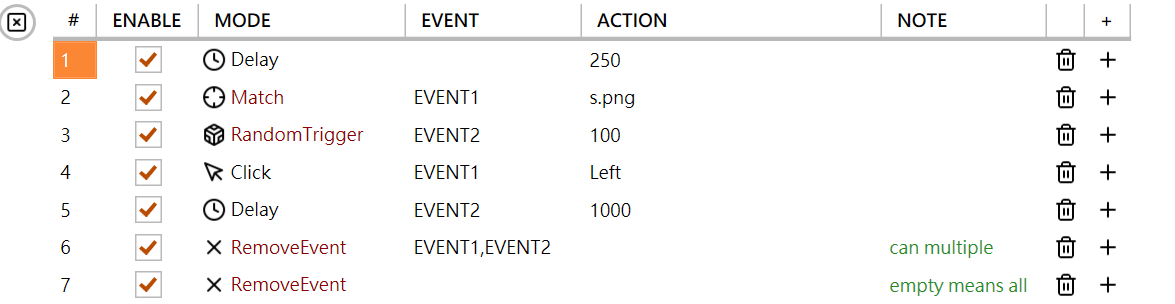 # ENABLE MODE EVENT ACTION NOTE +
1 Delay 250
2 Match EVENT1 s.png
3 RandomTrigger EVENT2 100
4 Click EVENT1 Left
5 Delay EVENT2 1000
6 RemoveEvent EVENT1,EVENT2 can multiple
7 RemoveEvent empty means all